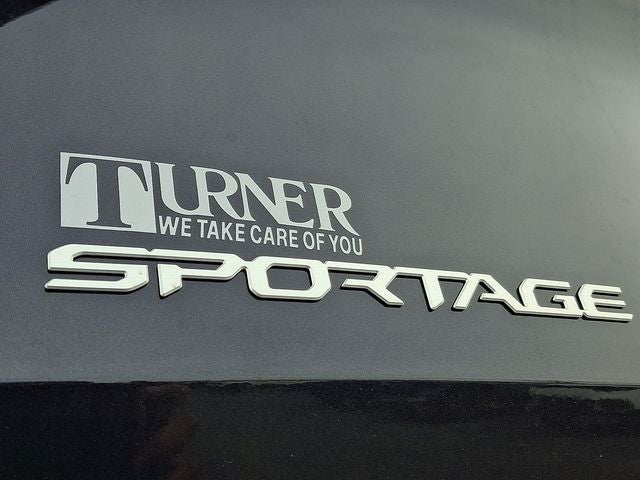 TURNER
WE TAKE CARE OF YOU
SPORTAGE